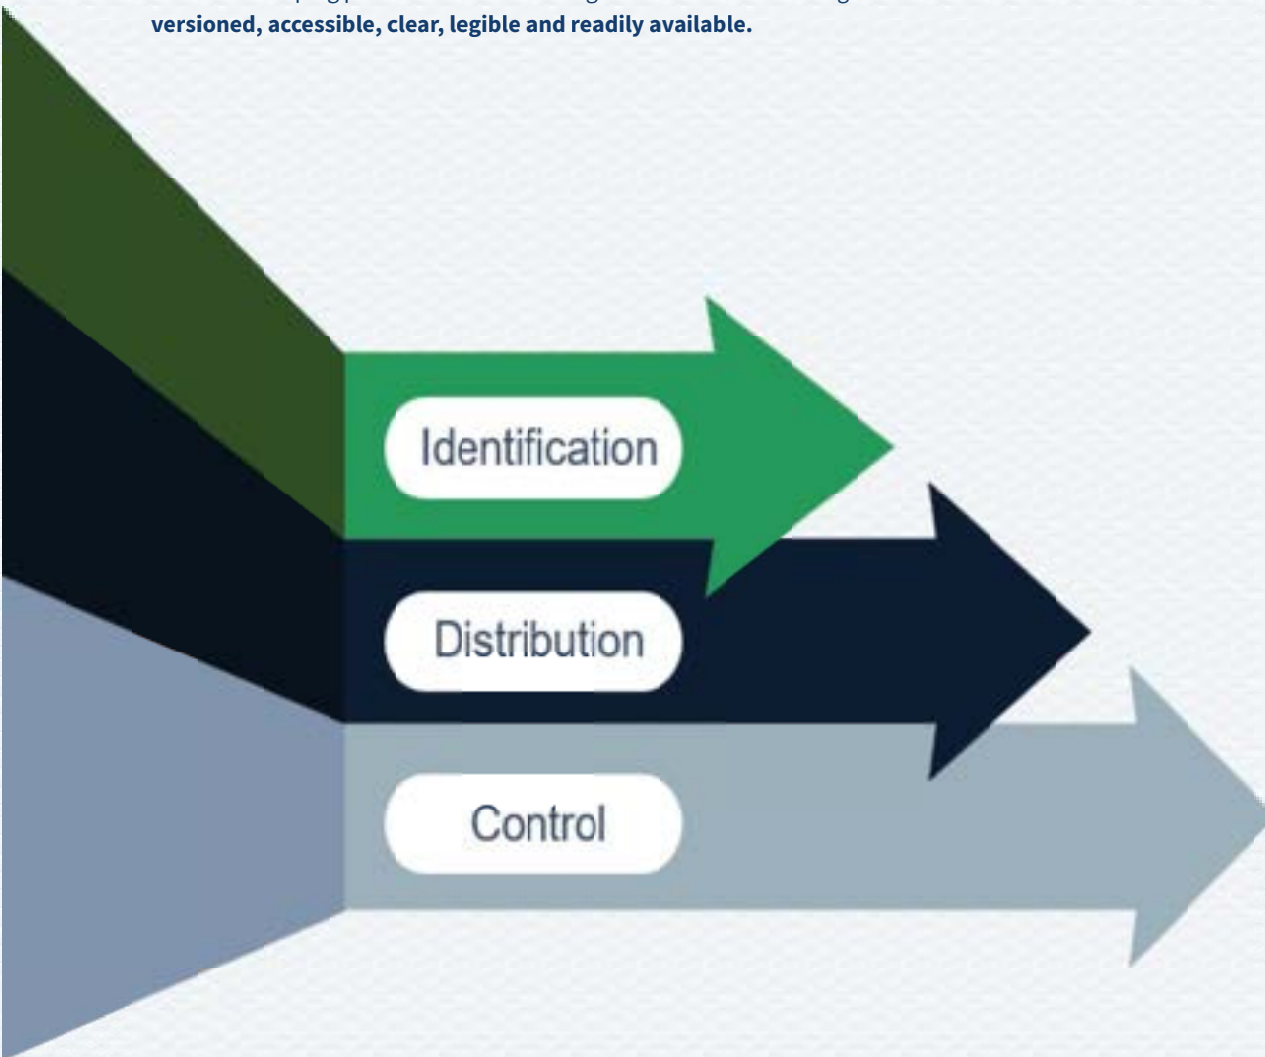 versioned, accessible, clear, legible and readily available.
Identification
Distribution
Control